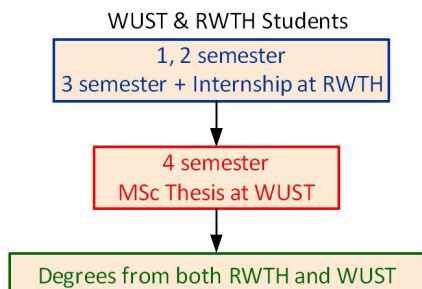 WUST & RWTH Students
1, 2 semester
3 semester + Internship at RWTH
4 semester
MSc Thesis at WUST
Degrees from both RWTH and WUST